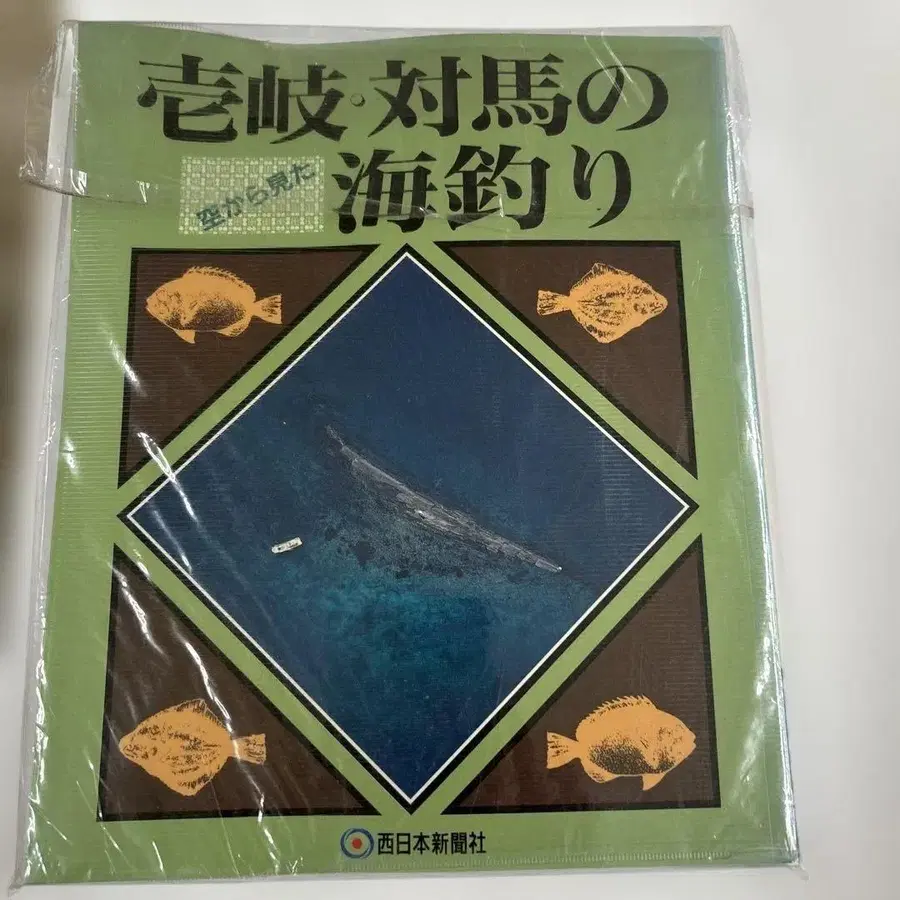 壱岐・対馬の
空から見た
海釣り
西日本新聞社